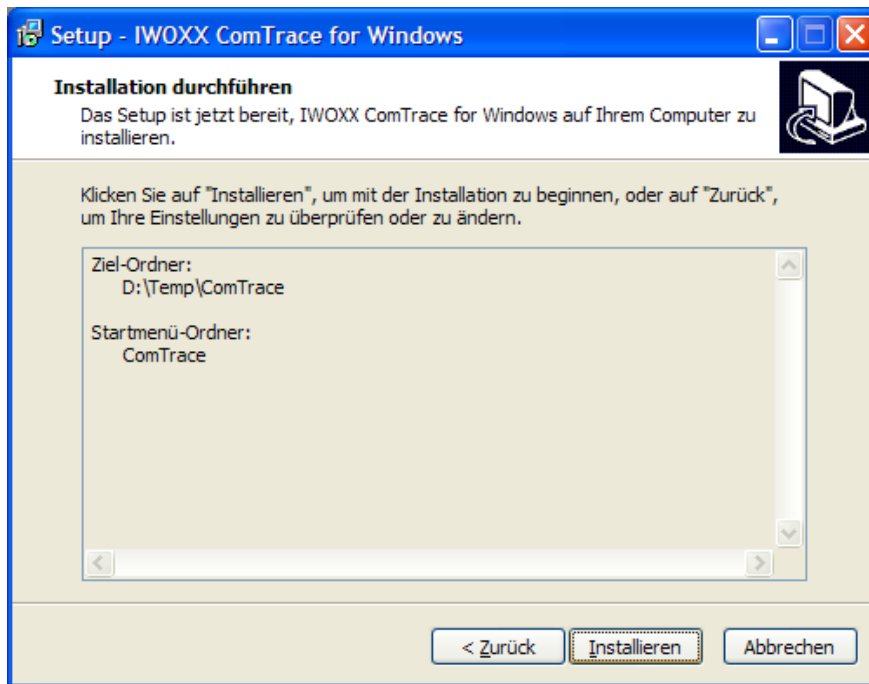 Setup - IWOXX ComTrace for Windows
Installation durchführen
Das Setup ist jetzt bereit, IWOXX ComTrace for Windows auf Ihrem Computer zu
installieren.
Klicken Sie auf "Installieren", um mit der Installation zu beginnen, oder auf "Zurück",
um Ihre Einstellungen zu überprüfen oder zu ändern.
Ziel-Ordner:
D:\Temp\ComTrace
Startmenü-Ordner:
ComTrace
< Zurück
Installieren
Abbrechen